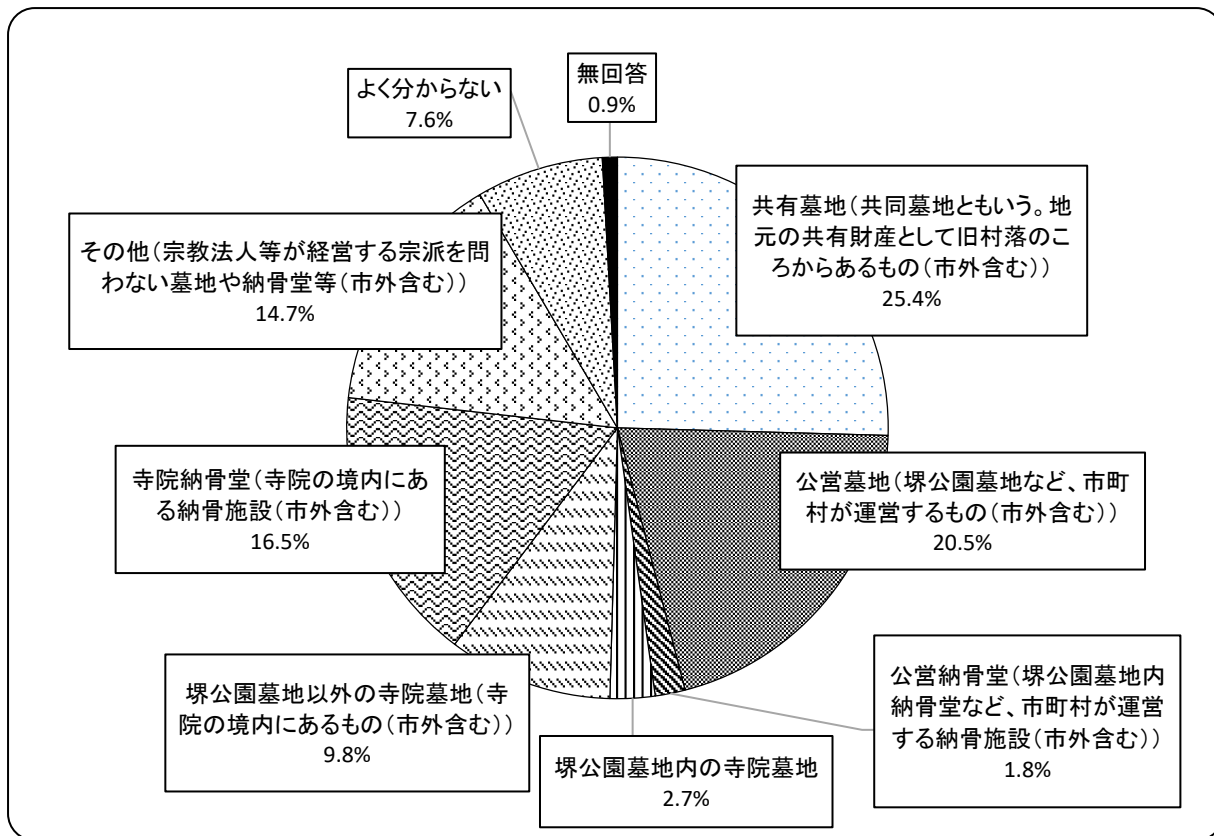 無回答
0.9%
よく分からない
7.6%
共有墓地(共同墓地ともいう。地
元の共有財産として旧村落のこ
ろからあるもの(市外含む))
25.4%
その他(宗教法人等が経営する宗派を問
わない墓地や納骨堂等(市外含む))
14.7%
寺院納骨堂(寺院の境内にあ
る納骨施設(市外含む))
16.5%
公営墓地(堺公園墓地など、市町
村が運営するもの(市外含む))
20.5%
堺公園墓地以外の寺院墓地(寺
院の境内にあるもの(市外含む))
9.8%
公営納骨堂(堺公園墓地内
納骨堂など、市町村が運営
する納骨施設(市外含む))
1.8%
堺公園墓地内の寺院墓地
2.7%